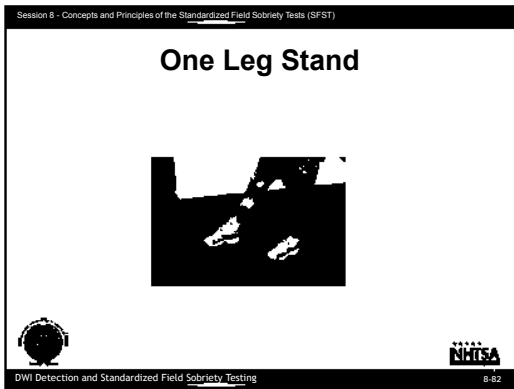 Session 8 - Concepts and Principles of the Standardized Field Sobriety Tests (SFST)
One Leg Stand
NHTSA
DWI Detection and Standardized Field Sobriety Testing
8-82